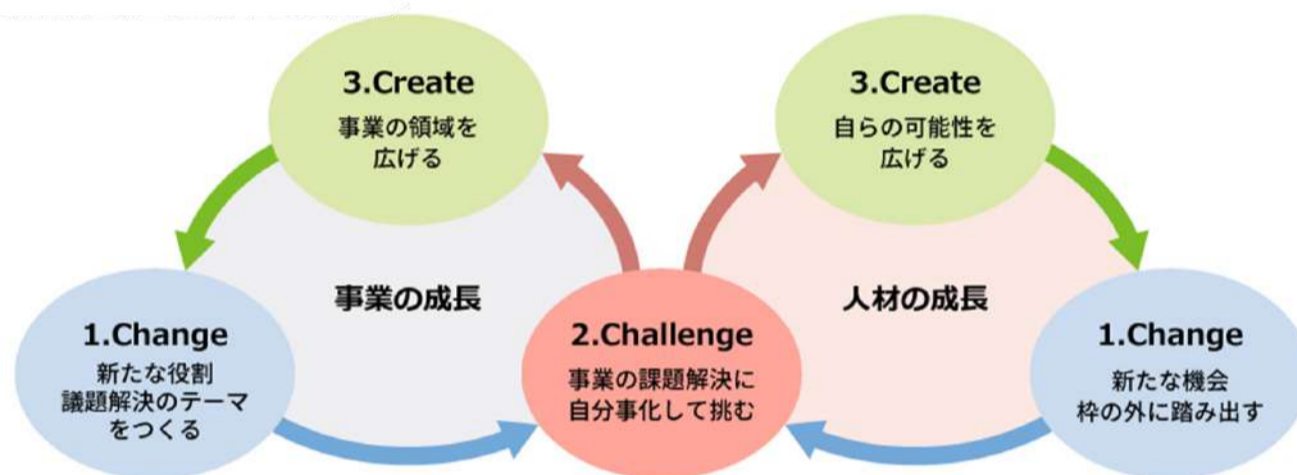 3.Create
事業の領域を
広げる
3.Create
自らの可能性を
広げる
事業の成長
人材の成長
1.Change
新たな役割
議題解決のテーマ
をつくる
2.Challenge
事業の課題解決に
自分事化して挑む
1.Change
新たな機会
枠の外に踏み出す